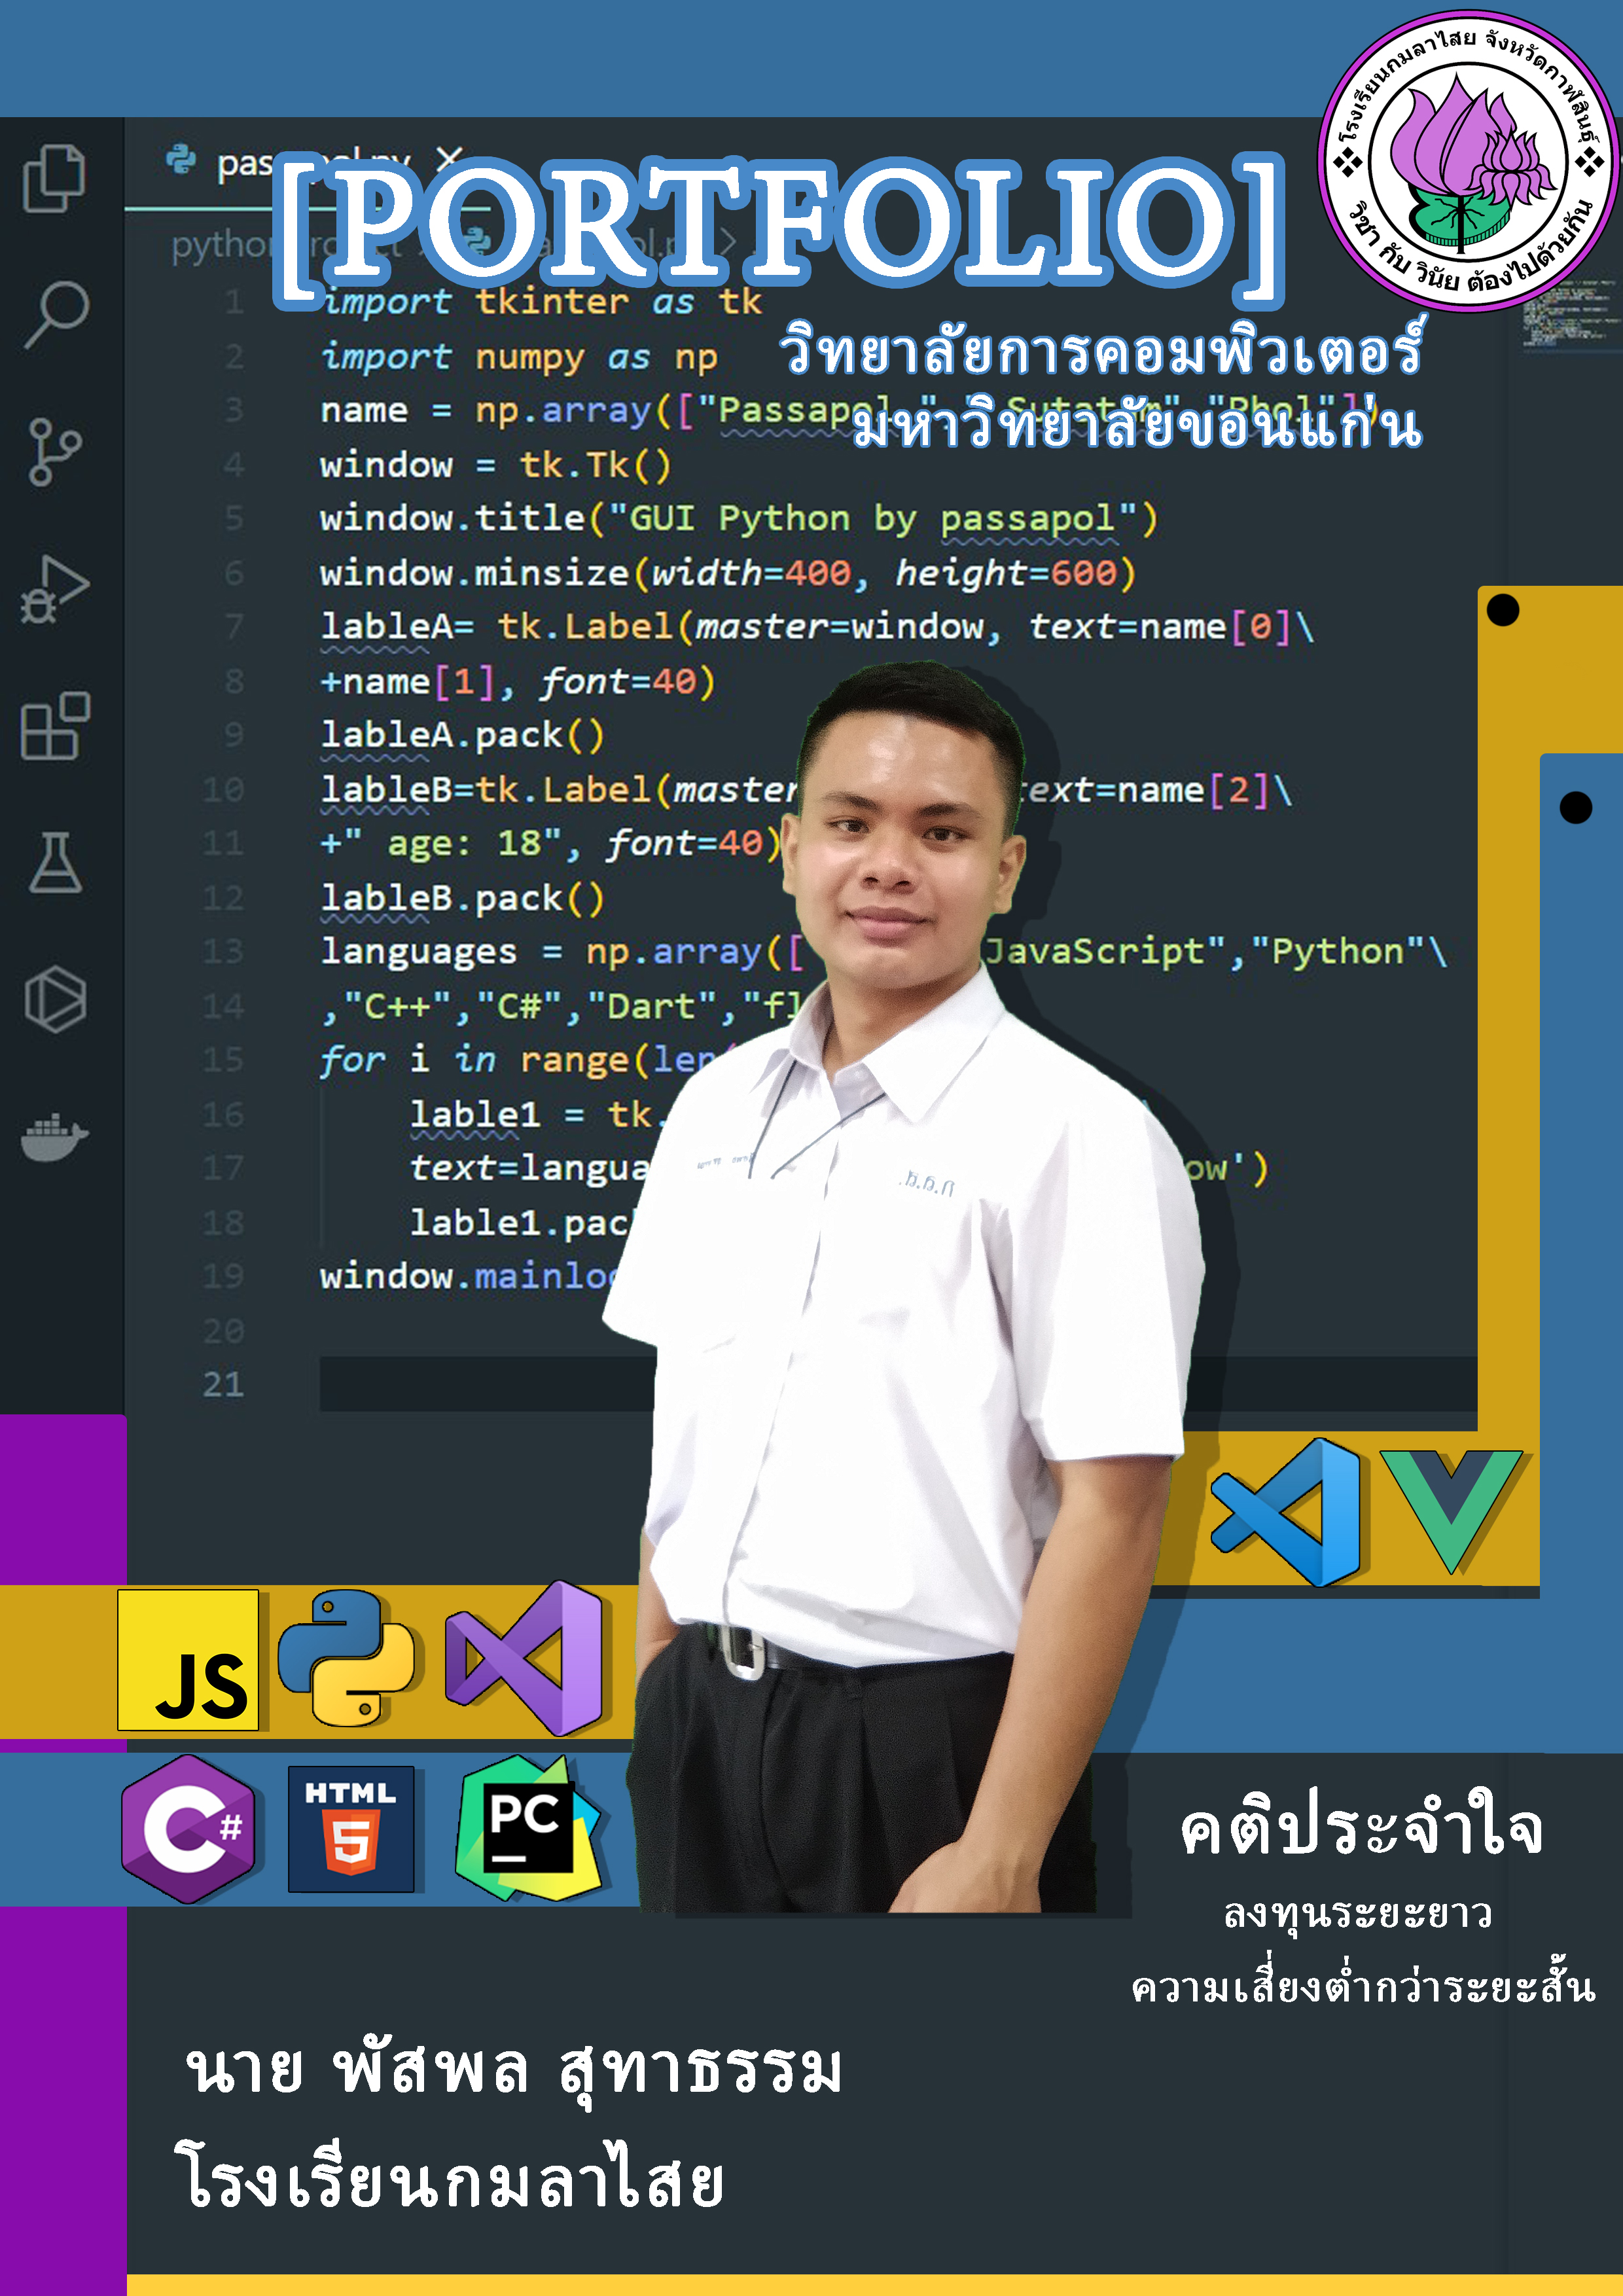 โรงเรียนกมลาไสย จังหวัดกาฬสินธุ์
วิชา กับ วินัย ต้องไปด้วยกัน
[PORTFOLIO]
วิทยาลัยการคอมพิวเตอร์
มหาวิทยาลัยขอนแก่น
1 import tkinter as tk
2 import numpy as np
3 name = np.array(["Passapol
4 window = tk.Tk()
5 window.title("GUI Python by passapol")
6 window.minsize(width=400, height=600)
7 lableA= tk.Label(master=window, text=name[0]\
8 +name[1], font=40)
9 lableA.pack()
10 lableB=tk.Label(master text=name[2]\
11 +" age: 18", font=40)
12 lableB.pack()
13 languages = np.array([ JavaScript","Python"\
14 ,"C++","C#","Dart","fl
15 for i in range(len
16 lable1 = tk.
17 text=langua ow')
18 lable1.pac
19 window.mainloo
20
21
ก.ส.ส.
JS
C#
HTML
5
PC
คติประจำใจ
ลงทุนระยะยาว
ความเสี่ยงต่ำกว่าระยะสั้น
นาย พัสพล สุทาธรรม
โรงเรียนกมลาไสย